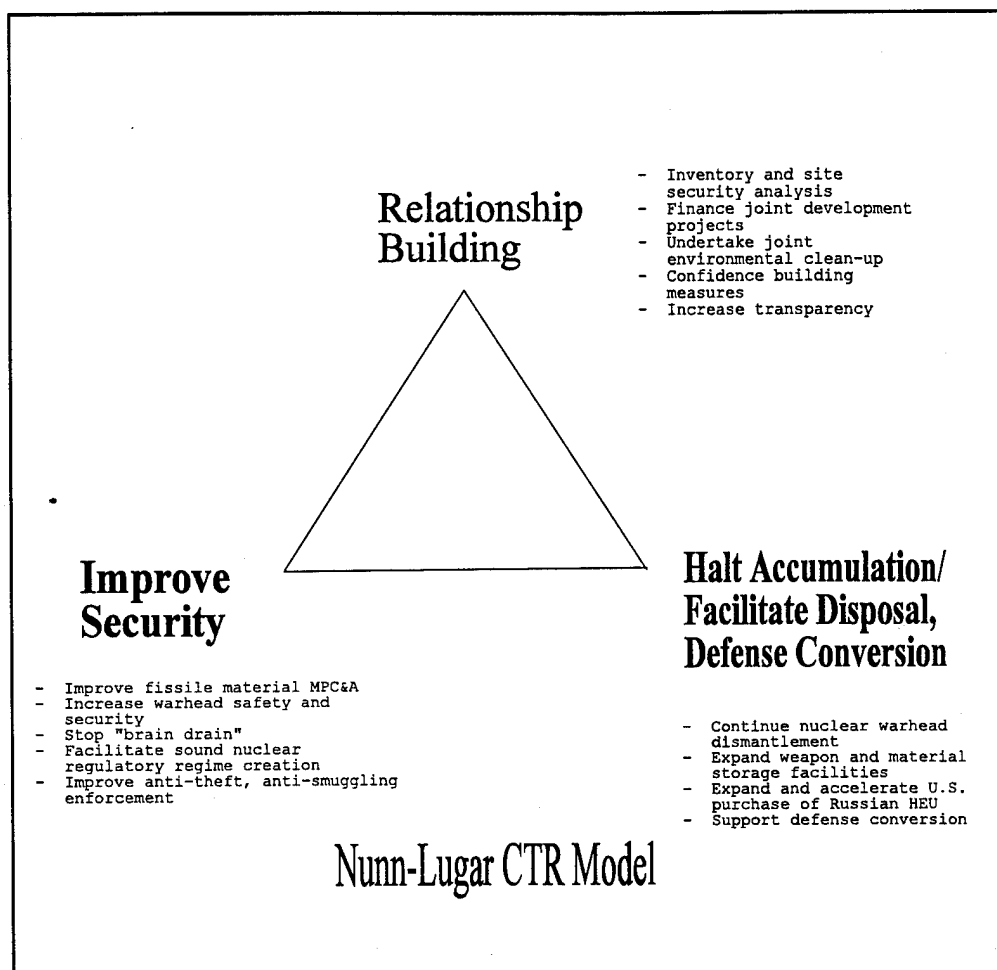 Relationship
Building
- Inventory and site
security analysis
- Finance joint development
projects
- Undertake joint
environmental clean-up
- Confidence building
measures
- Increase transparency
Improve
Security
- Improve fissile material MPC&A
- Increase warhead safety and
security
- Stop "brain drain"
- Facilitate sound nuclear
regulatory regime creation
- Improve anti-theft, anti-smuggling
enforcement
Halt Accumulation/
Facilitate Disposal,
Defense Conversion
- Continue nuclear warhead
dismantlement
- Expand weapon and material
storage facilities
- Expand and accelerate U.S.
purchase of Russian HEU
- Support defense conversion
Nunn-Lugar CTR Model